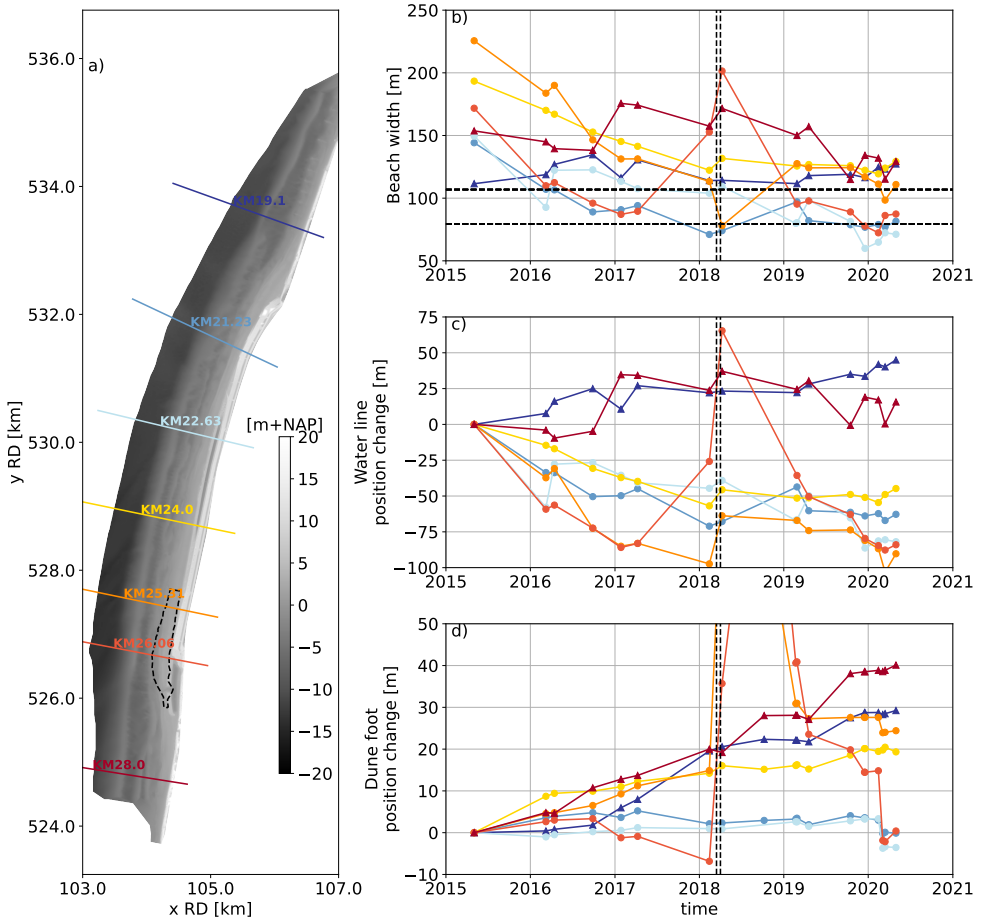 a)
536.0
534.0
532.0
530.0
528.0
526.0
524.0
y RD [km]
103.0 105.0 107.0
x RD [km]
KM19.1
KM21.23
KM22.63
KM24.0
KM25.31
KM26.06
KM28.0
[m+NAP]
20
15
10
5
0
−5
−10
−15
−20
b)
250
200
150
100
50
Beach width [m]
2015 2016 2017 2018 2019 2020 2021
c)
75
50
25
0
−25
−50
−75
−100
Water line
position change [m]
2015 2016 2017 2018 2019 2020 2021
d)
50
40
30
20
10
0
−10
Dune foot
position change [m]
2015 2016 2017 2018 2019 2020 2021
time